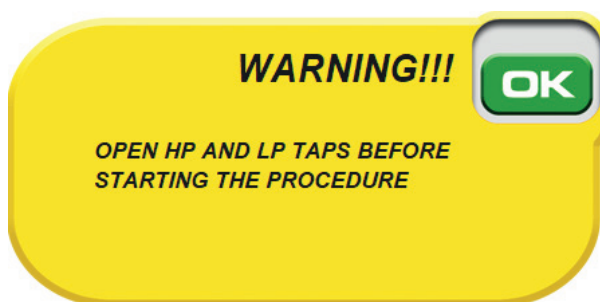 WARNING!!!
OK
OPEN HP AND LP TAPS BEFORE
STARTING THE PROCEDURE